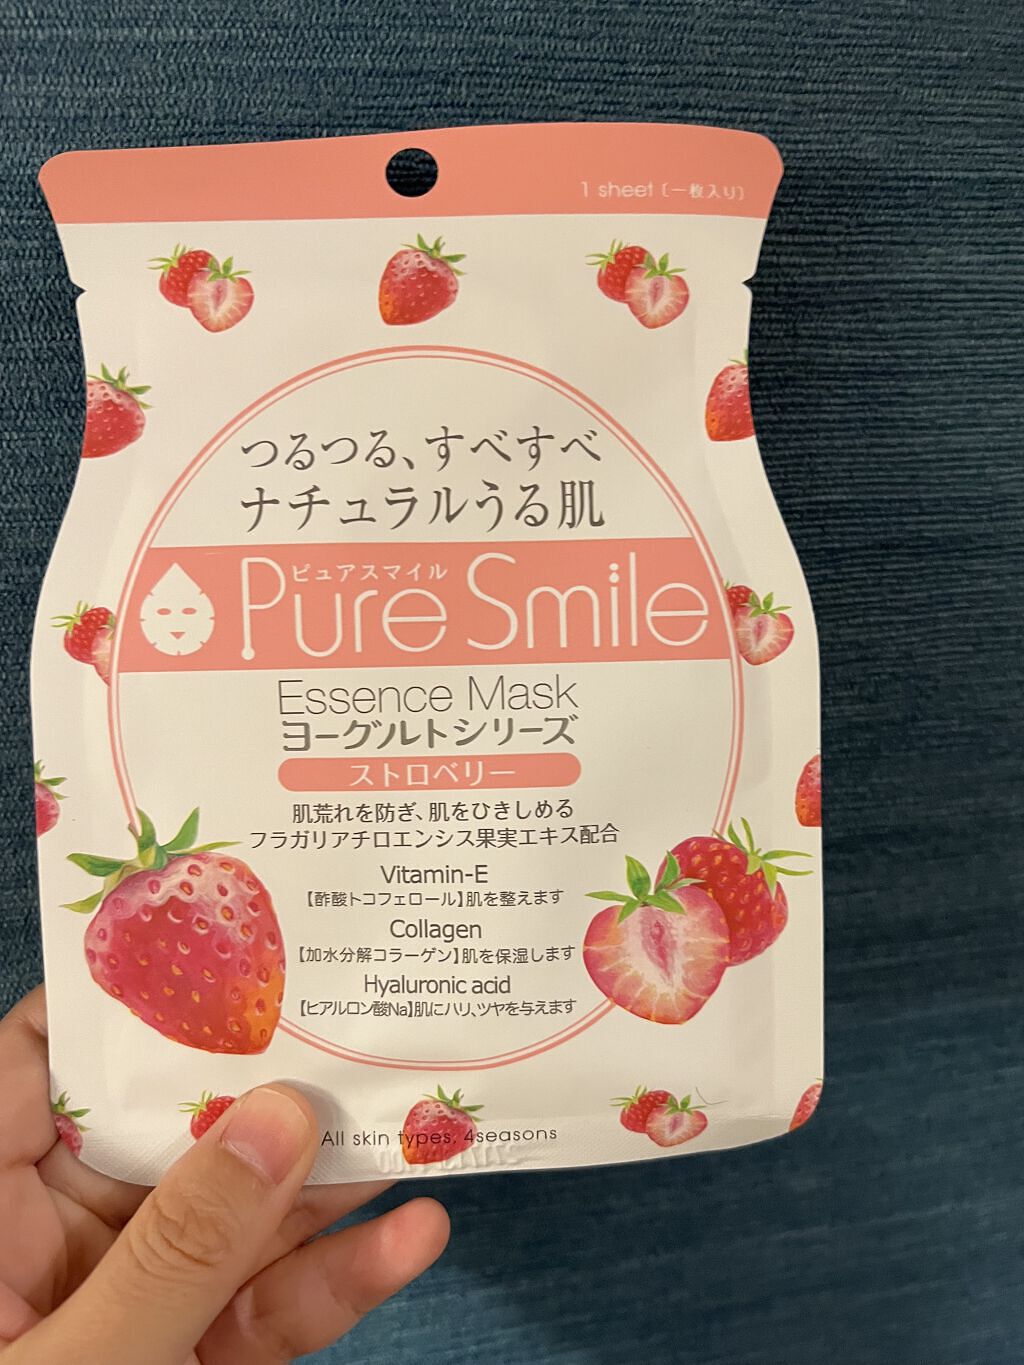 1 sheet〔一枚入り〕
つるつる、すべすべ
ナチュラルうる肌
ピュアスマイル
Pure Smile
Essence Mask
ヨーグルトシリーズ
ストロベリー
肌荒れを防ぎ、肌をひきしめる
フラガリアチロエンシス果実エキス配合
Vitamin-E
【酢酸トコフェロール】肌を整えます
Collagen
【加水分解コラーゲン】肌を保湿します
Hyaluronic acid
【ヒアルロン酸Na】肌にハリ、ツヤを与えます
All skin types, 4seasons